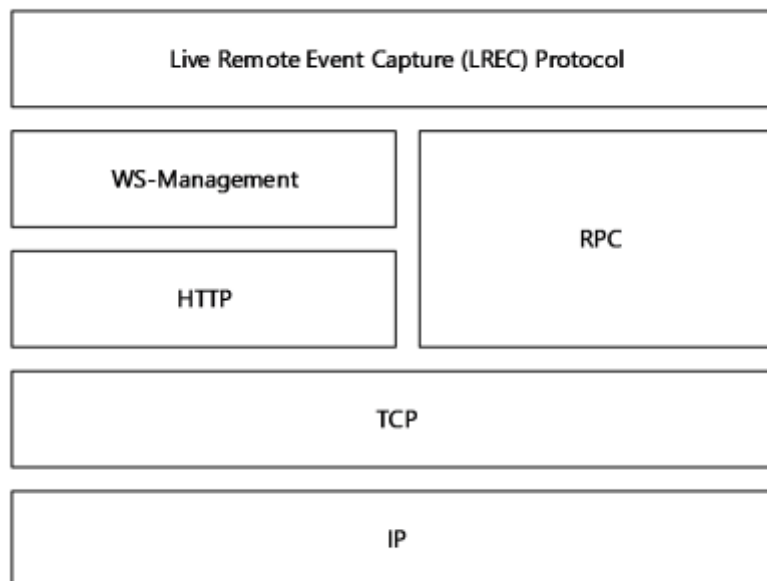 Live Remote Event Capture (LREC) Protocol
WS-Management
RPC
HTTP
TCP
IP